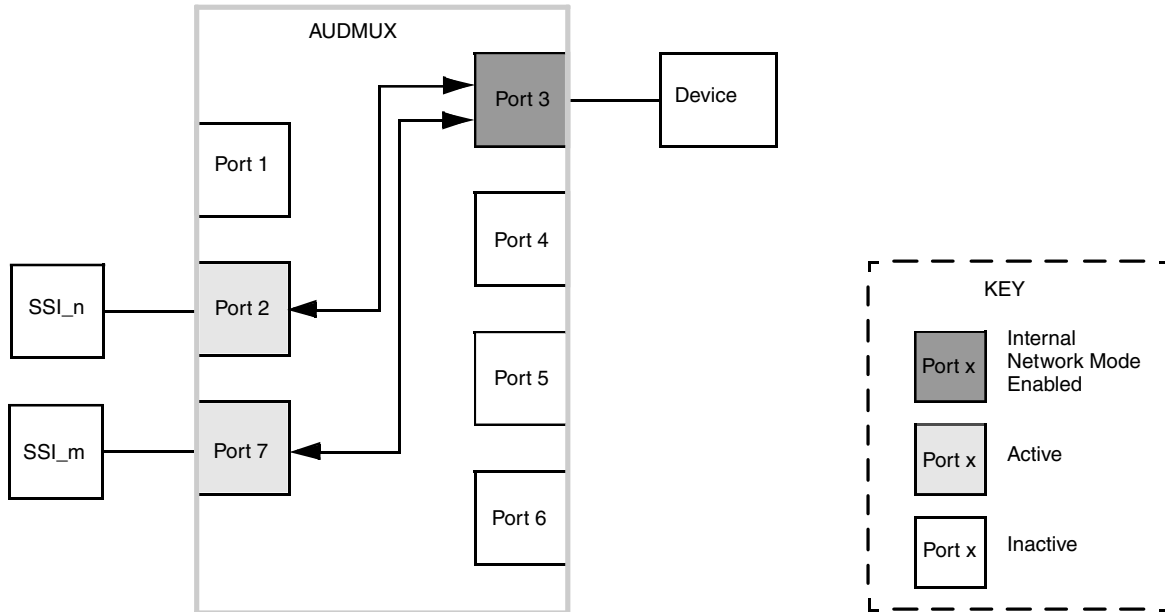 AUDMUX
Port 3
Device
Port 1
Port 4
Port 2
SSI_n
Port 5
Port 7
SSI_m
Port 6
KEY
Port x
Internal
Network Mode
Enabled
Port x
Active
Port x
Inactive